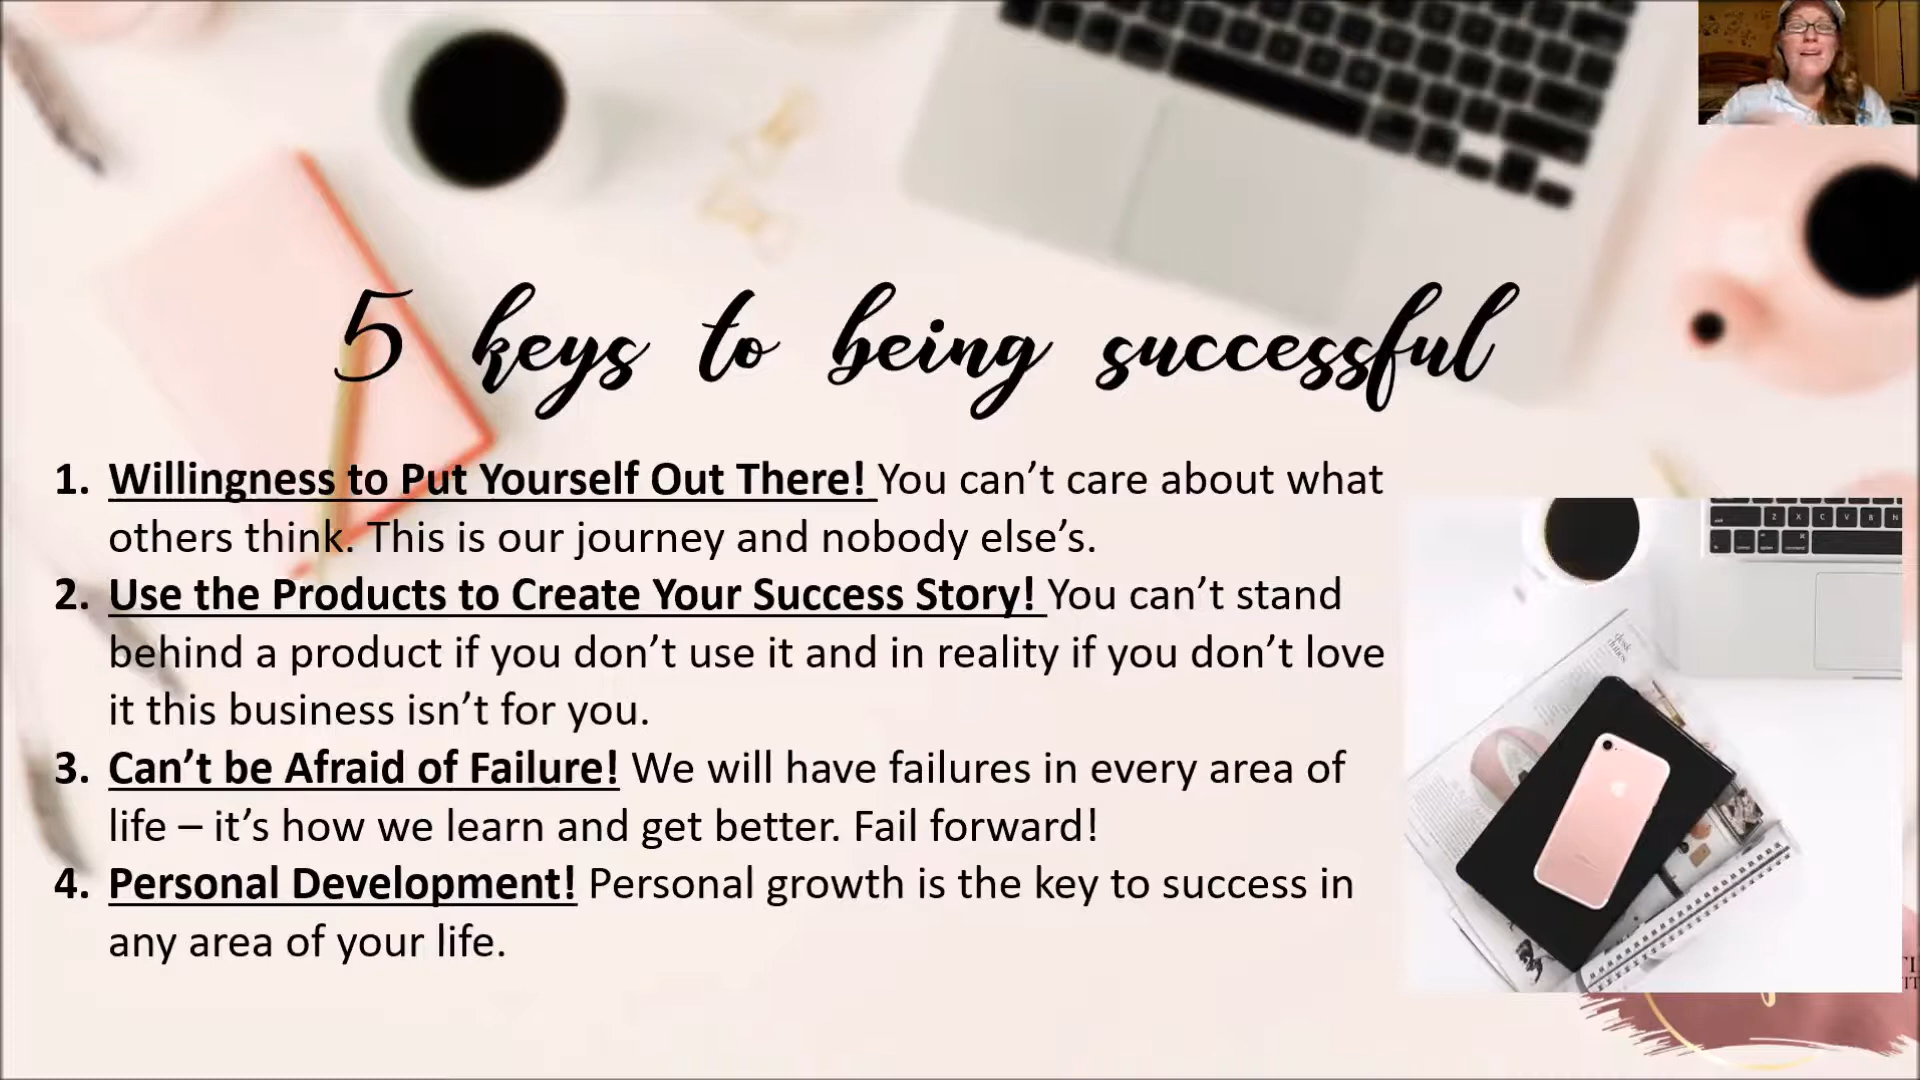 5 keys to being successful
1. Willingness to Put Yourself Out There! You can’t care about what
others think. This is our journey and nobody else’s.
2. Use the Products to Create Your Success Story! You can’t stand
behind a product if you don’t use it and in reality if you don’t love
it this business isn’t for you.
3. Can’t be Afraid of Failure! We will have failures in every area of
life – it’s how we learn and get better. Fail forward!
4. Personal Development! Personal growth is the key to success in
any area of your life.
Z X C V B N